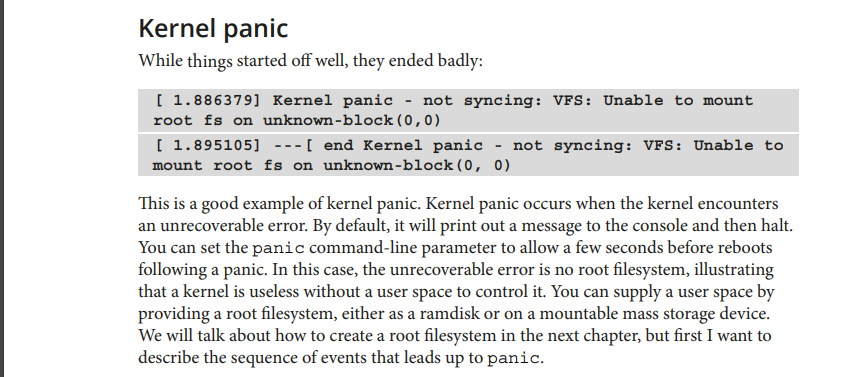 Kernel panic
While things started off well, they ended badly:
[ 1.886379] Kernel panic - not syncing: VFS: Unable to mount
root fs on unknown-block(0,0)
[ 1.895105] ---[ end Kernel panic - not syncing: VFS: Unable to
mount root fs on unknown-block(0, 0)
This is a good example of kernel panic. Kernel panic occurs when the kernel encounters
an unrecoverable error. By default, it will print out a message to the console and then halt.
You can set the panic command-line parameter to allow a few seconds before reboots
following a panic. In this case, the unrecoverable error is no root filesystem, illustrating
that a kernel is useless without a user space to control it. You can supply a user space by
providing a root filesystem, either as a ramdisk or on a mountable mass storage device.
We will talk about how to create a root filesystem in the next chapter, but first I want to
describe the sequence of events that leads up to panic.